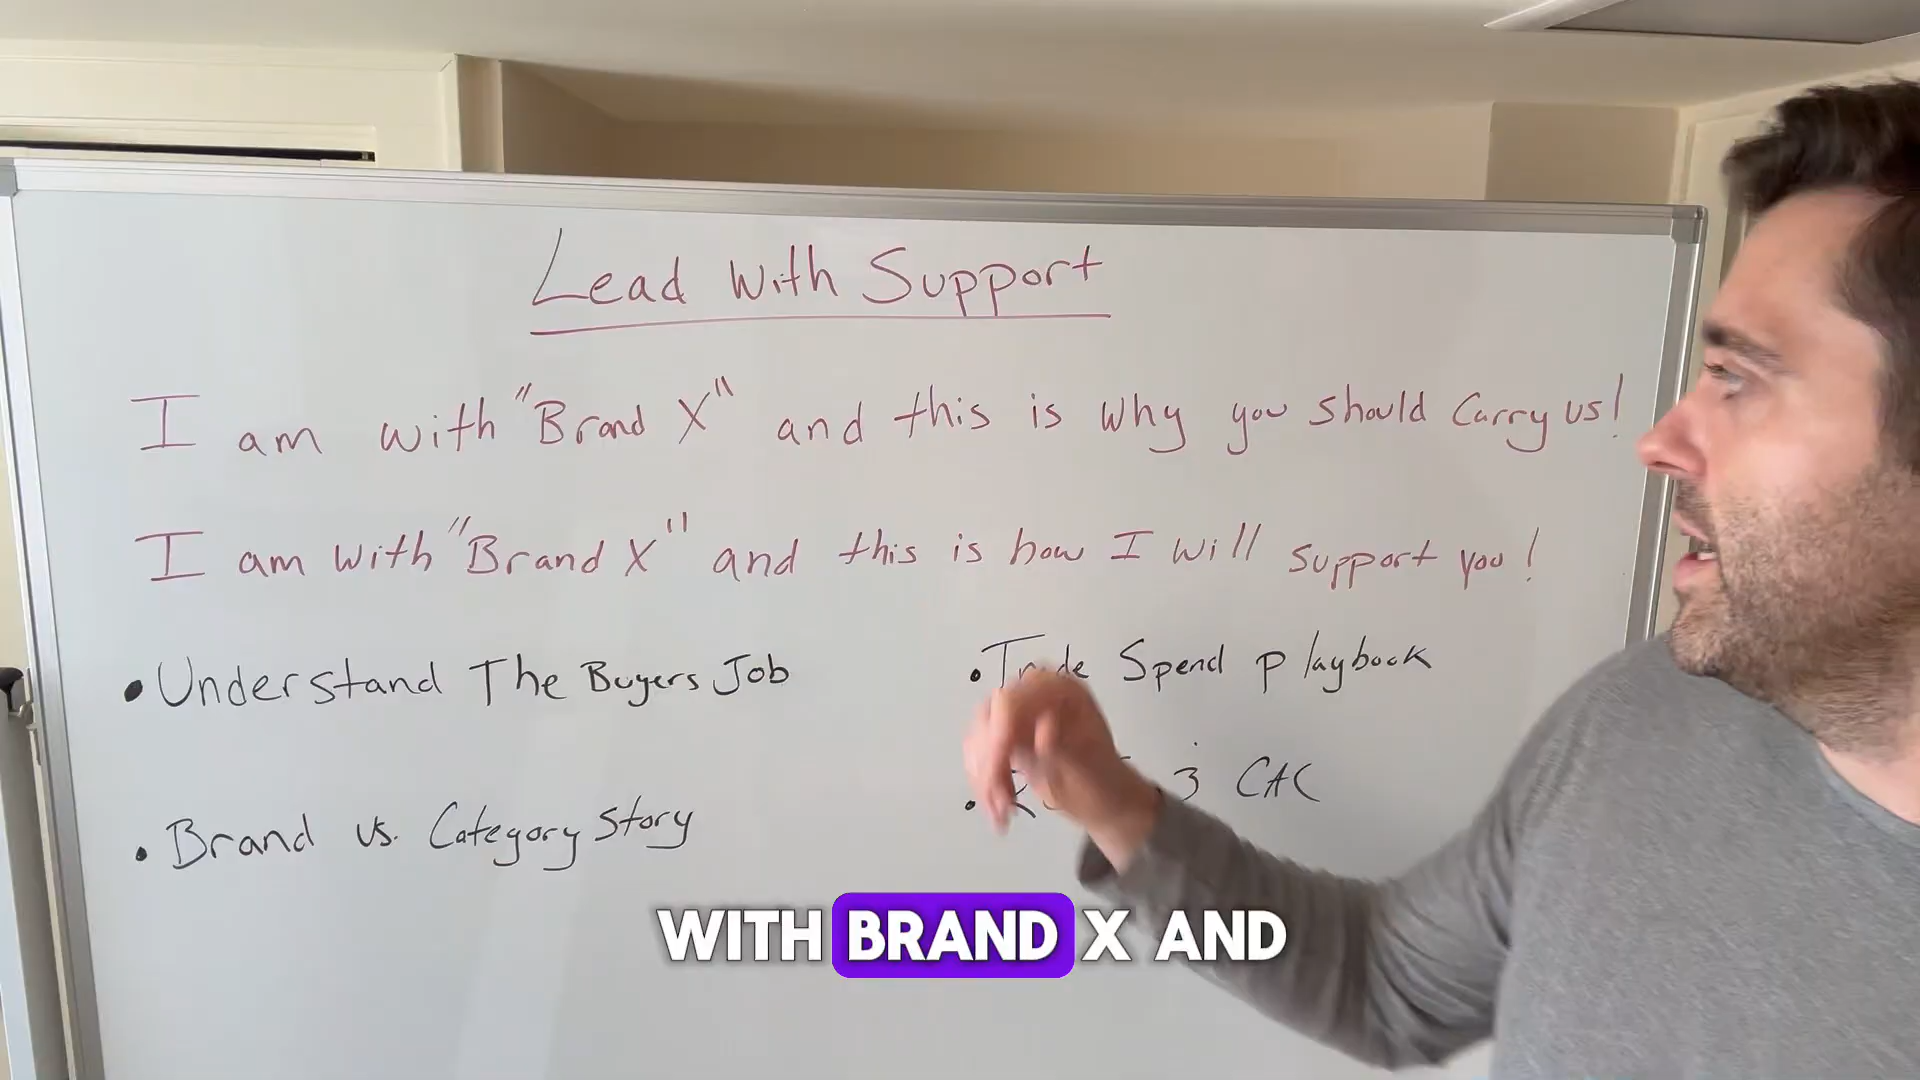 Lead With Support
I am with "Brand X" and this is Why you should Carry us!
I am with "Brand X" and this is how I will support you!
• Understand The Buyers Job
• Brand vs. Category Story
• Trade Spend playbook
• CAC
WITH BRAND X AND